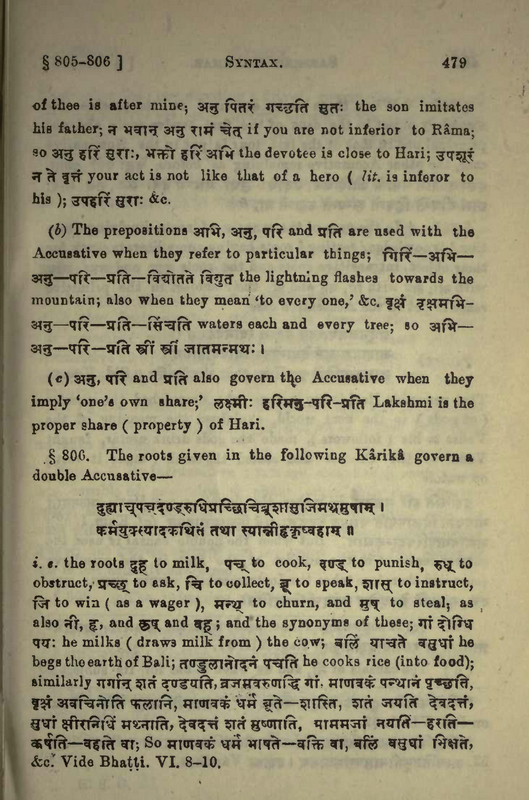 § 805-806 ] SYNTAX. 479
of thee is after mine; अनु पितरं गच्छति सुतः the son imitates
his father; न भवान् अनु रामं चेत् if you are not inferior to Râma;
so अनु हरिं सुराः, भक्तो हरिं अभि the devotee is close to Hari; उपशूरं
न ते वृत्तं your act is not like that of a hero ( lit. is inferor to
his ); उपहरिं सुराः &c.
(b) The prepositions अभि, अनु, परि and प्रति are used with the
Accusative when they refer to particular things; गिरिं—अभि—
अनु—परि—प्रति—विद्योतते विद्युत the lightning flashes towards the
mountain; also when they mean 'to every one,' &c. वृक्षं वृक्षमभि-
अनु—परि—प्रति—सिंचति waters each and every tree; so अभि—
अनु—परि—प्रति स्त्रीं स्त्रीं जातमन्मथः ।
(c) अनु, परि and प्रति also govern the Accusative when they
imply 'one's own share;' लक्ष्मीः हरिमनु-परि-प्रति Lakshmi is the
proper share ( property ) of Hari.
§ 806. The roots given in the following Kârikâ govern a
double Accusative—
दुह्याच्पचदण्डरुधिप्रच्छिचिब्रूशासुजिमथमुषाम् ।
कर्मयुक्स्यादकथितं तथा स्यान्नीहृकृष्वहाम् ॥
i. e. the roots दुह् to milk, पच् to cook, दण्ड् to punish, रुध् to
obstruct, प्रच्छ् to ask, चि to collect, ब्रू to speak, शास् to instruct,
जि to win ( as a wager ), मन्थ् to churn, and मुष् to steal; as
also नी, हृ, and कृष् and वह्; and the synonyms of these; गां दोग्धि
पयः he milks ( draws milk from ) the cow; बलिं याचते वसुधां he
begs the earth of Bali; तण्डुलानोदनं पचति he cooks rice (into food);
similarly गर्गान् शतं दण्डयति, व्रजमवरुणद्धि गां. माणवकं पन्थानं पृच्छति,
वृक्षं अवचिनोति फलानि, माणवकं धर्मं ब्रूते—शास्ति, शतं जयति देवदत्तं,
सुधां क्षीरनिधिं मथ्नाति, देवदत्तं शतं मुष्णाति, याममजां नयति—हरति—
कर्षति—वहति वा; So माणवकं धर्मं भाषते—वक्ति वा, बलिं वसुधां भिक्षते,
&c. Vide Bhaṭṭi. VI. 8-10.